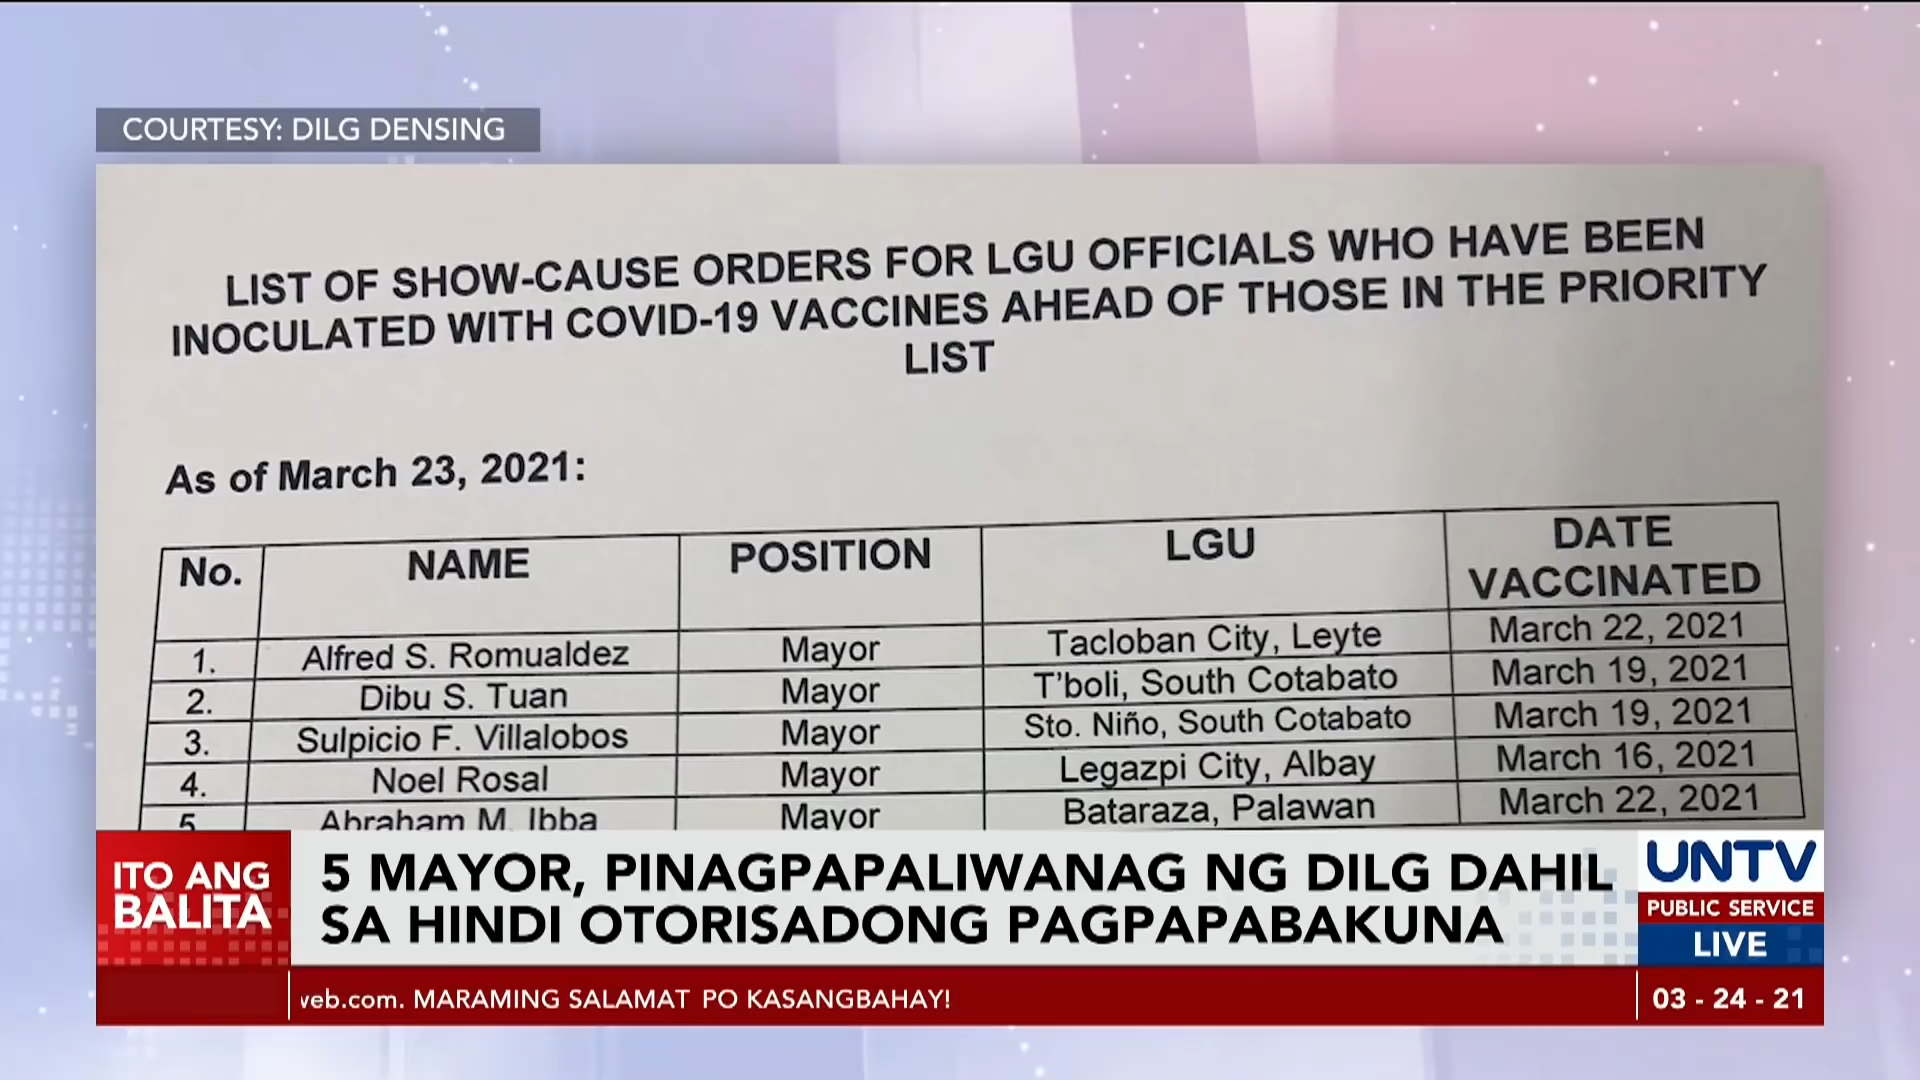 COURTESY: DILG DENSING
LIST OF SHOW-CAUSE ORDERS FOR LGU OFFICIALS WHO HAVE BEEN
INOCULATED WITH COVID-19 VACCINES AHEAD OF THOSE IN THE PRIORITY
LIST
As of March 23, 2021:
No. NAME POSITION LGU DATE VACCINATED
1. Alfred S. Romualdez Mayor Tacloban City, Leyte March 22, 2021
2. Dibu S. Tuan Mayor T'boli, South Cotabato March 19, 2021
3. Sulpicio F. Villalobos Mayor Sto. Niño, South Cotabato March 19, 2021
4. Noel Rosal Mayor Legazpi City, Albay March 16, 2021
5. Abraham M. Ibba Mayor Bataraza, Palawan March 22, 2021
ITO ANG
BALITA
5 MAYOR, PINAGPAPALIWANAG NG DILG DAHIL
SA HINDI OTORISADONG PAGPAPABAKUNA
UNTV
PUBLIC SERVICE
LIVE
veb.com. MARAMING SALAMAT PO KASANGBAHAY!
03 - 24 - 21